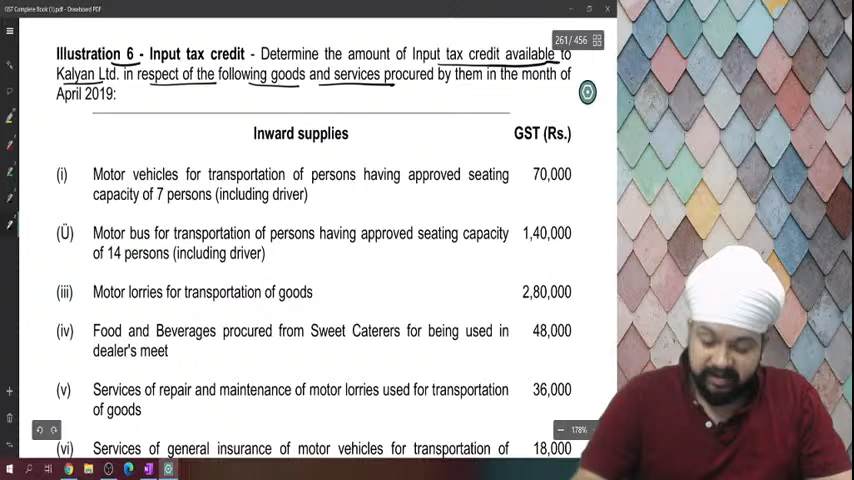 GST Complete Book (1).pdf - Drawboard PDF
261 / 456
Illustration 6 - Input tax credit - Determine the amount of Input tax credit available to
Kalyan Ltd. in respect of the following goods and services procured by them in the month of
April 2019:
Inward supplies GST (Rs.)
(i) Motor vehicles for transportation of persons having approved seating 70,000
capacity of 7 persons (including driver)
(Ü) Motor bus for transportation of persons having approved seating capacity 1,40,000
of 14 persons (including driver)
(iii) Motor lorries for transportation of goods 2,80,000
(iv) Food and Beverages procured from Sweet Caterers for being used in 48,000
dealer's meet
(v) Services of repair and maintenance of motor lorries used for transportation 36,000
of goods
178%
(vi) Services of general insurance of motor vehicles for transportation of 18,000